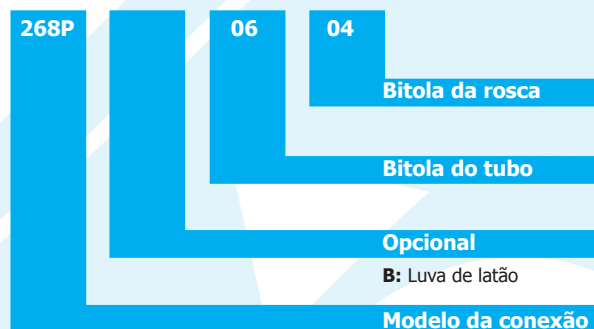 268P 06 04
Bitola da rosca
Bitola do tubo
Opcional
B: Luva de latão
Modelo da conexão